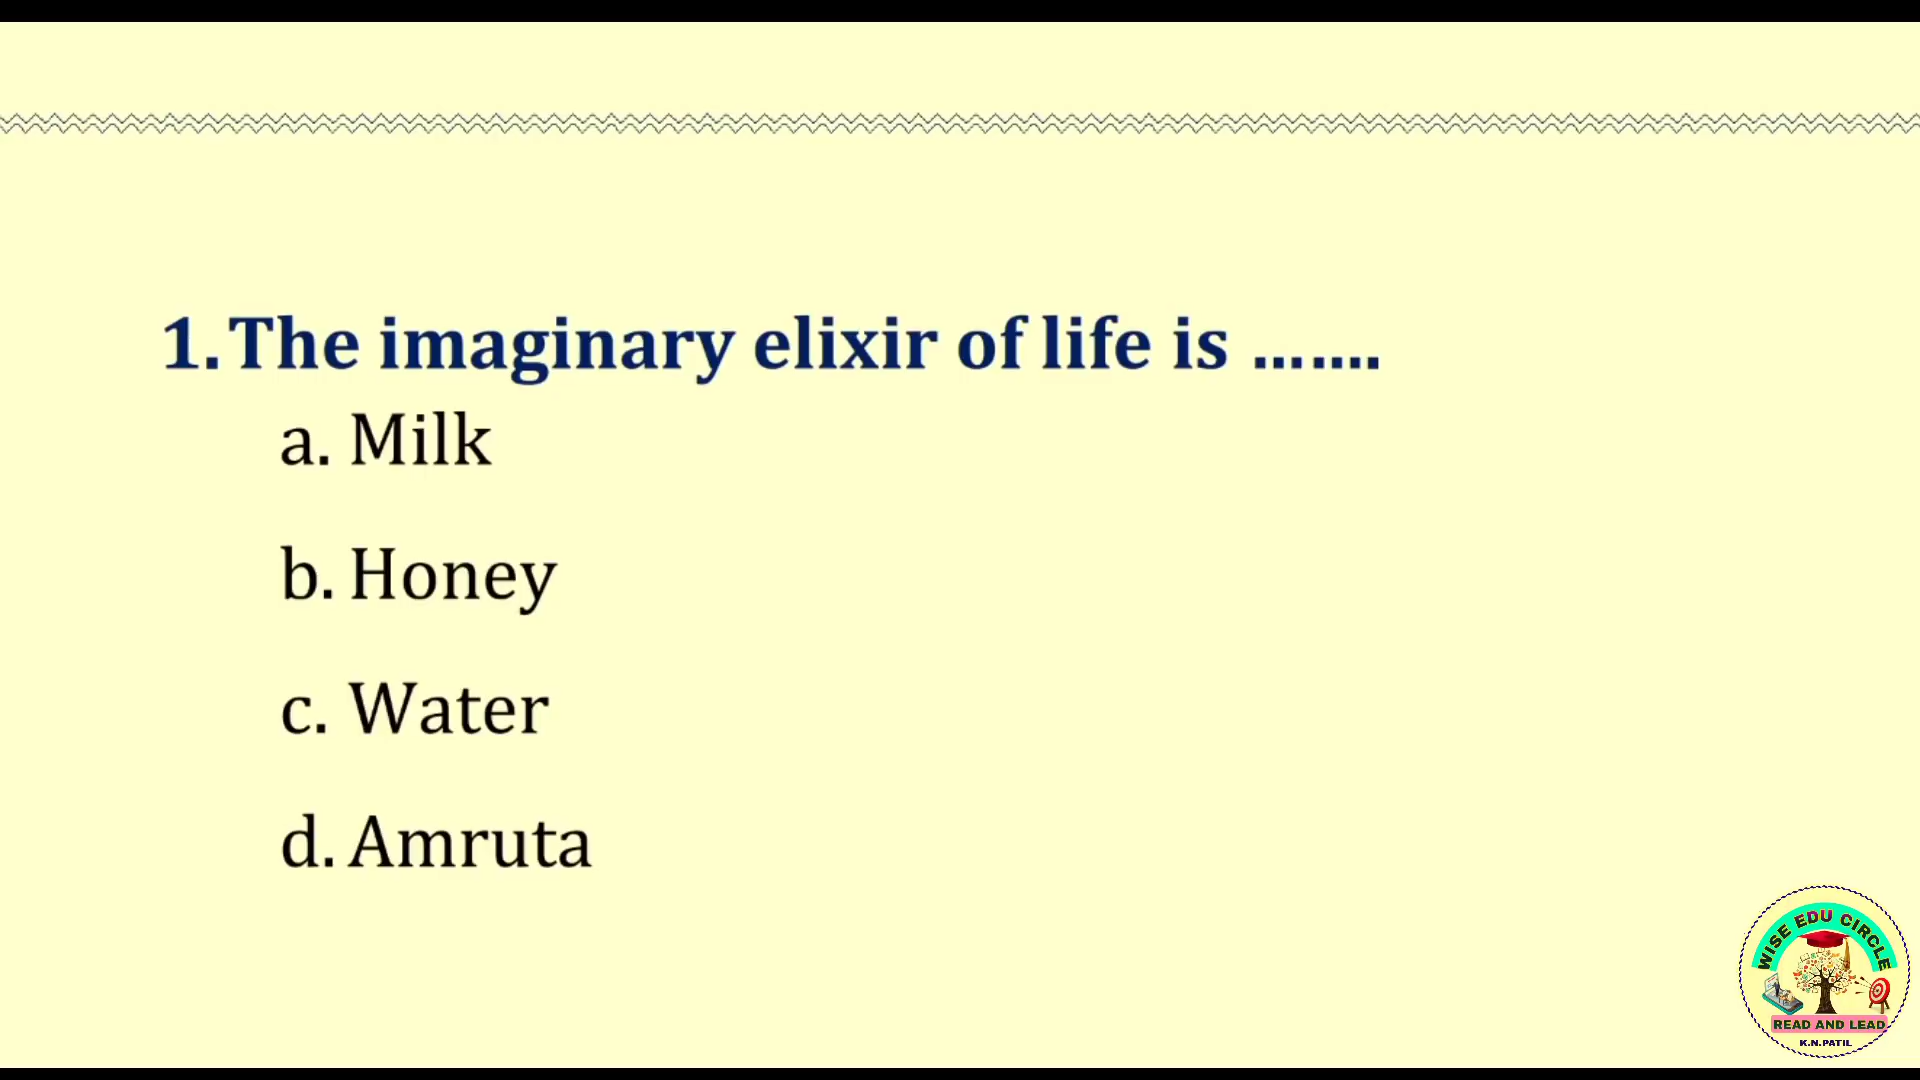 1. The imaginary elixir of life is …….
a. Milk
b. Honey
c. Water
d. Amruta
WISE EDU CIRCLE
READ AND LEAD
K.N.PATIL